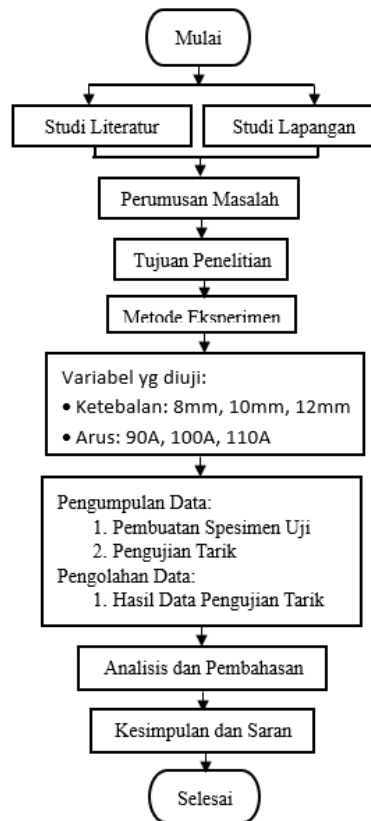 Mulai
Studi Literatur
Studi Lapangan
Perumusan Masalah
Tujuan Penelitian
Metode Eksperimen
Variabel yg diuji:
• Ketebalan: 8mm, 10mm, 12mm
• Arus: 90A, 100A, 110A
Pengumpulan Data:
1. Pembuatan Spesimen Uji
2. Pengujian Tarik
Pengolahan Data:
1. Hasil Data Pengujian Tarik
Analisis dan Pembahasan
Kesimpulan dan Saran
Selesai